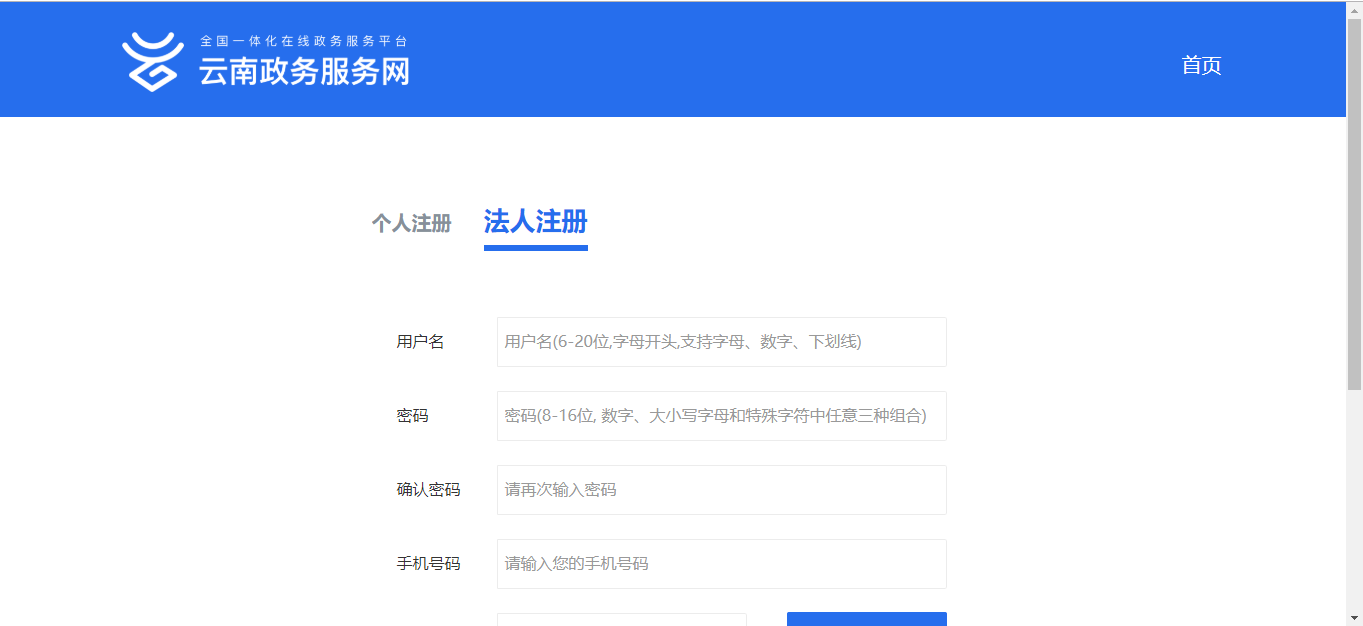 全国一体化在线政务服务平台
云南政务服务网
首页
个人注册 法人注册
用户名 用户名(6-20位,字母开头,支持字母、数字、下划线)
密码 密码(8-16位, 数字、大小写字母和特殊字符中任意三种组合)
确认密码 请再次输入密码
手机号码 请输入您的手机号码